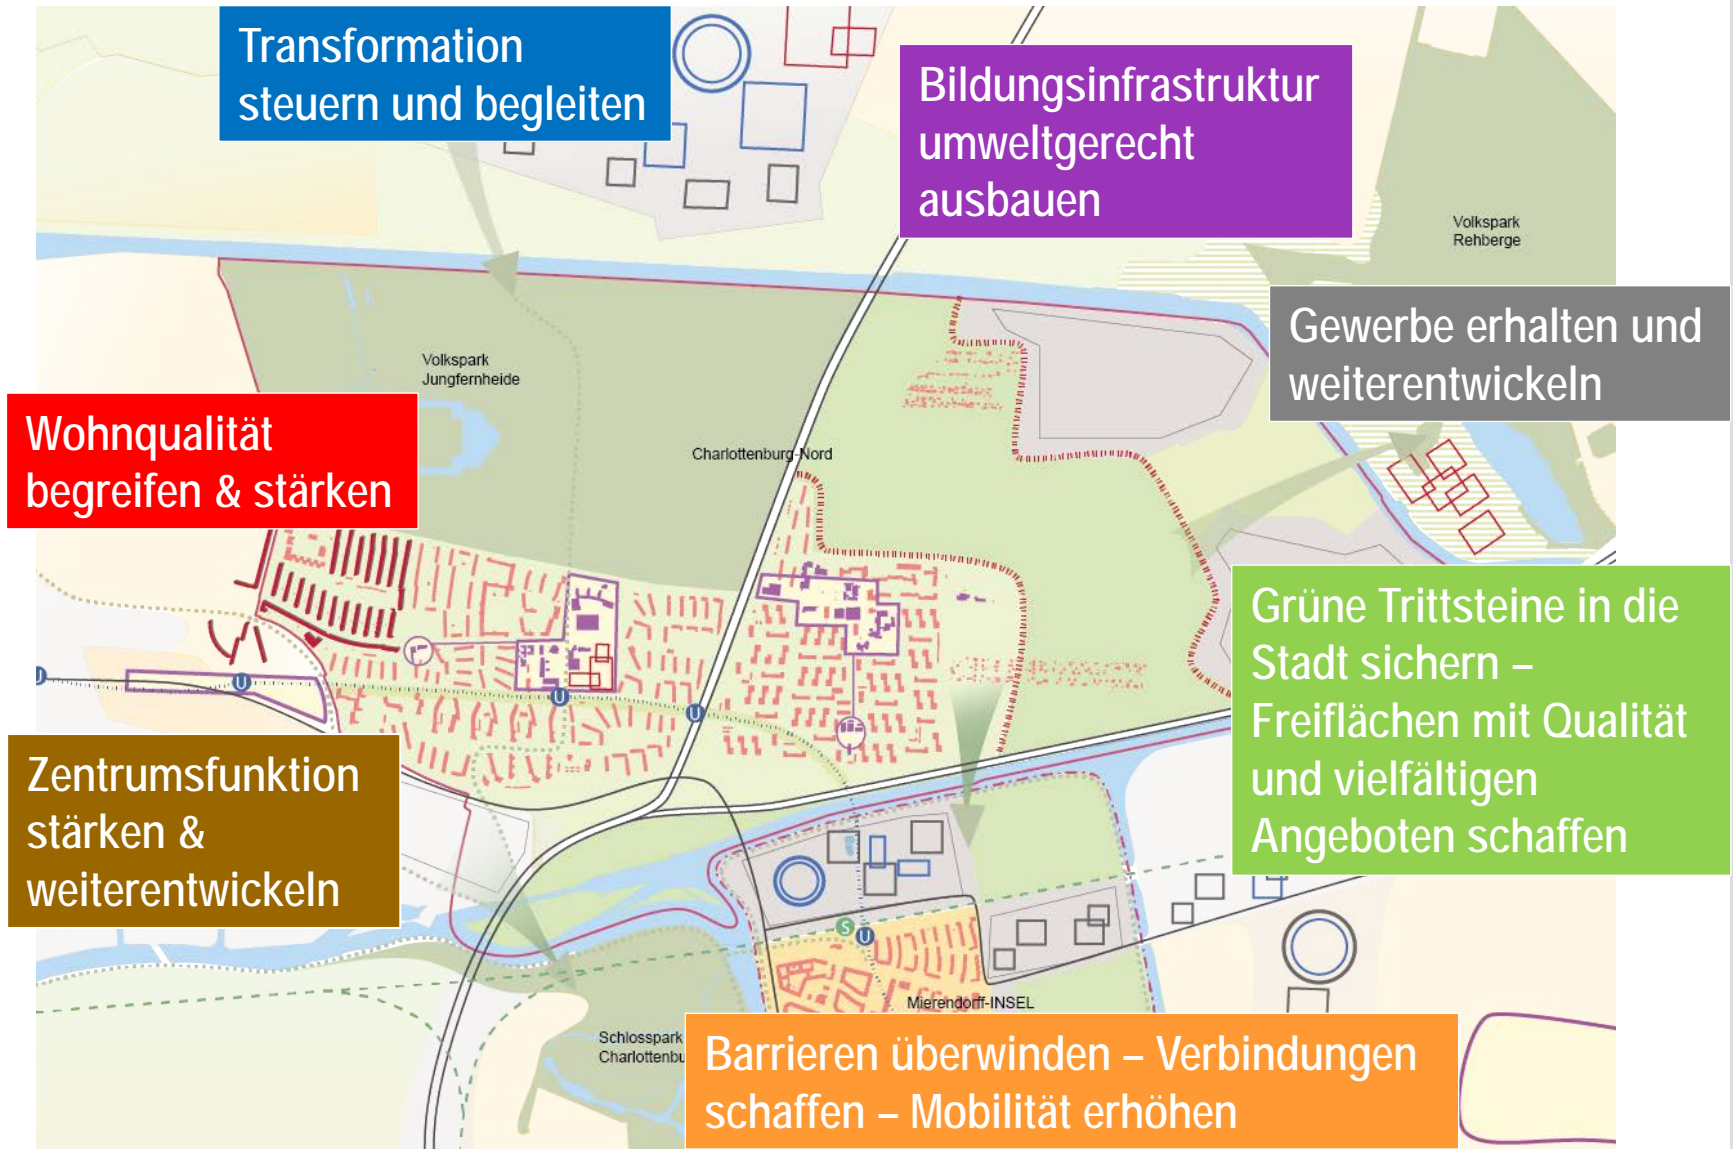 Transformation
steuern und begleiten
Bildungsinfrastruktur
umweltgerecht
ausbauen
Volkspark
Rehberge
Gewerbe erhalten und
weiterentwickeln
Volkspark
Jungfernheide
Wohnqualität
begreifen & stärken
Charlottenburg-Nord
Grüne Trittsteine in die
Stadt sichern –
Freiflächen mit Qualität
und vielfältigen
Angeboten schaffen
U
U
U
U
Zentrumsfunktion
stärken &
weiterentwickeln
S
U
Mierendorff-INSEL
Schlosspark
Charlottenbu
Barrieren überwinden – Verbindungen
schaffen – Mobilität erhöhen